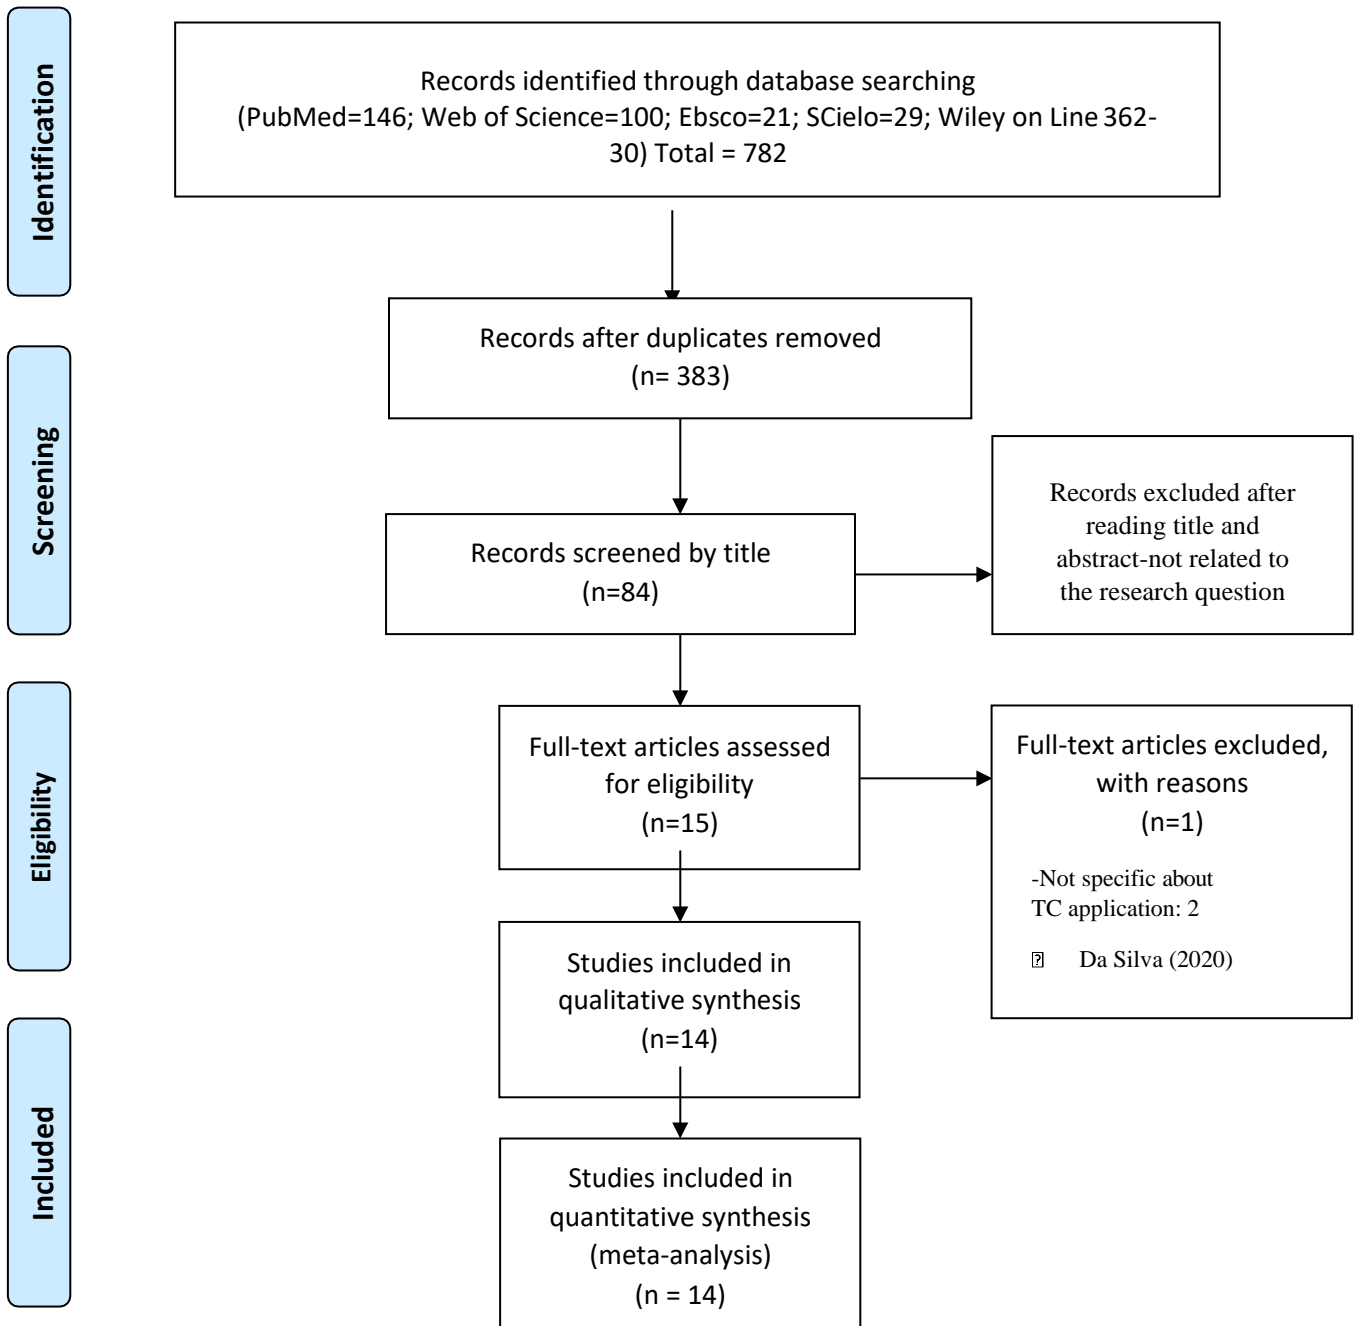 Identification
Records identified through database searching
(PubMed=146; Web of Science=100; Ebsco=21; SCielo=29; Wiley on Line 362-
30) Total = 782
Records after duplicates removed
(n= 383)
Screening
Records screened by title
(n=84)
Records excluded after
reading title and
abstract-not related to
the research question
Eligibility
Full-text articles assessed
for eligibility
(n=15)
Full-text articles excluded,
with reasons
(n=1)
-Not specific about
TC application: 2
Da Silva (2020)
Studies included in
qualitative synthesis
(n=14)
Included
Studies included in
quantitative synthesis
(meta-analysis)
(n = 14)